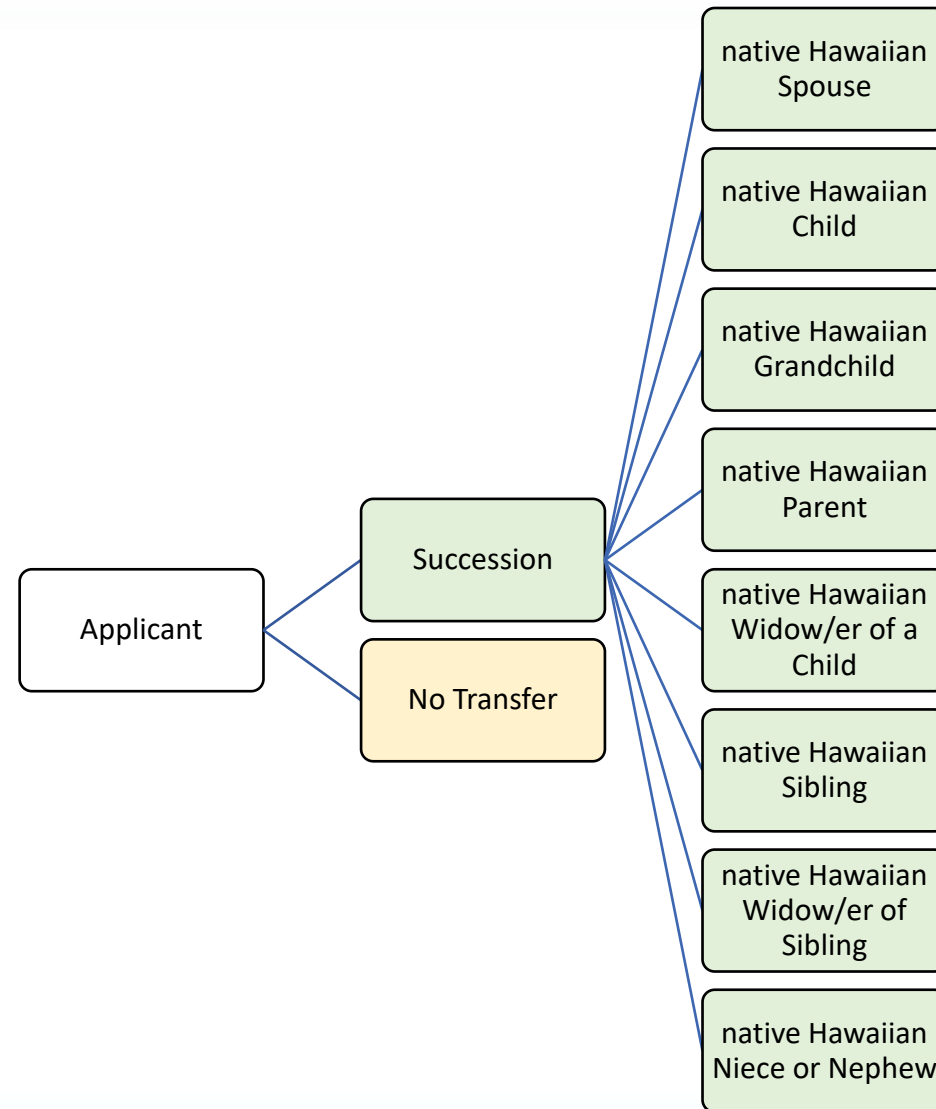 native Hawaiian
Spouse
native Hawaiian
Child
native Hawaiian
Grandchild
native Hawaiian
Parent
Succession
native Hawaiian
Widow/er of a
Child
Applicant
No Transfer
native Hawaiian
Sibling
native Hawaiian
Widow/er of
Sibling
native Hawaiian
Niece or Nephew